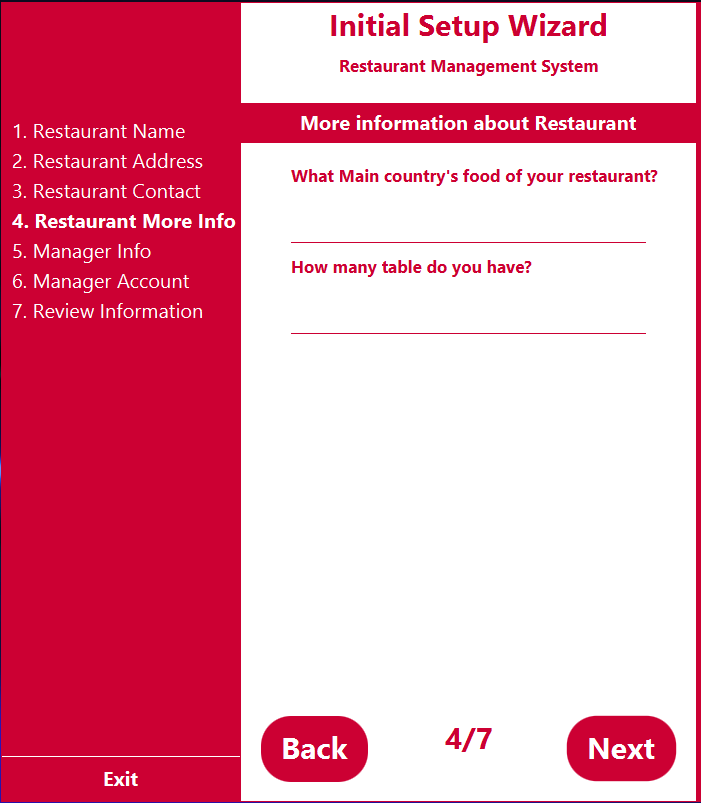 Initial Setup Wizard
Restaurant Management System
1. Restaurant Name
2. Restaurant Address
3. Restaurant Contact
4. Restaurant More Info
5. Manager Info
6. Manager Account
7. Review Information
Exit
More information about Restaurant
What Main country's food of your restaurant?
How many table do you have?
Back
4/7
Next